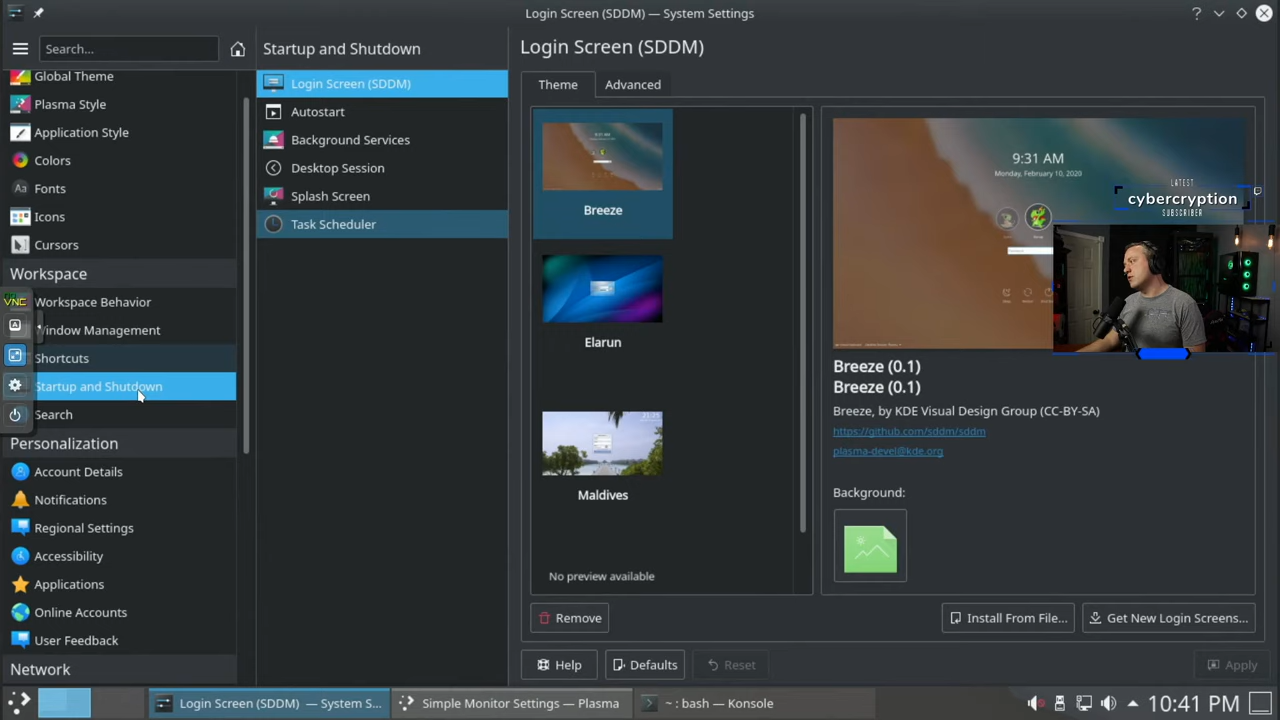 Login Screen (SDDM) — System Settings
Search...
Startup and Shutdown
Login Screen (SDDM)
Global Theme
Plasma Style
Application Style
Colors
Fonts
Icons
Cursors
Workspace
Workspace Behavior
Window Management
Shortcuts
Startup and Shutdown
Search
Personalization
Account Details
Notifications
Regional Settings
Accessibility
Applications
Online Accounts
User Feedback
Network
VNC
Login Screen (SDDM)
Autostart
Background Services
Desktop Session
Splash Screen
Task Scheduler
Theme
Advanced
Breeze
Elarun
Maldives
No preview available
9:31 AM
Monday, February 10, 2020
LATEST
cybercryption
SUBSCRIBER
Breeze (0.1)
Breeze (0.1)
Breeze, by KDE Visual Design Group (CC-BY-SA)
https://github.com/sddm/sddm
plasma-devel@kde.org
Background:
Remove
Install From File...
Get New Login Screens...
Help
Defaults
Reset
Apply
Login Screen (SDDM) — System S...
Simple Monitor Settings — Plasma
~ : bash — Konsole
10:41 PM